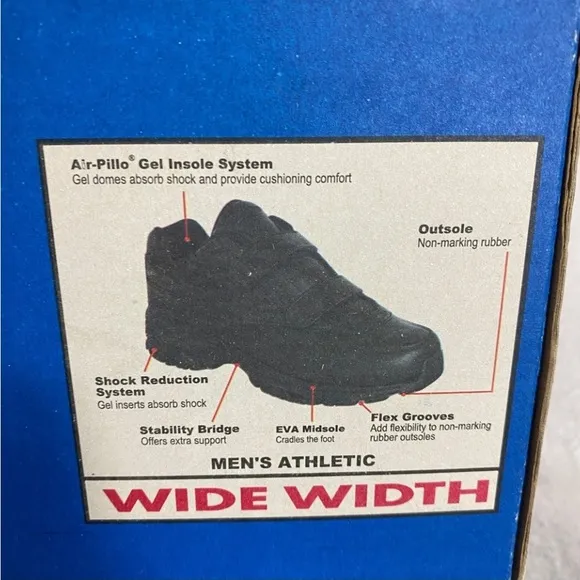 Air-Pillo® Gel Insole System
Gel domes absorb shock and provide cushioning comfort
Outsole
Non-marking rubber
Shock Reduction
System
Gel inserts absorb shock
Stability Bridge
Offers extra support
EVA Midsole
Cradles the foot
Flex Grooves
Add flexibility to non-marking
rubber outsoles
MEN'S ATHLETIC
WIDE WIDTH